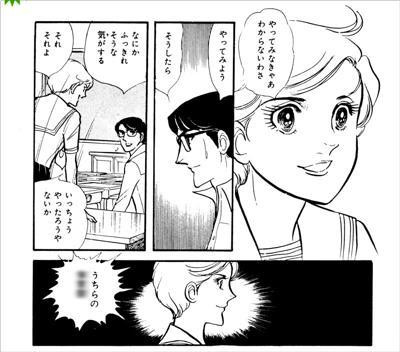 やってみなきゃあ
わからないわさ
やってみよう
そうしたら
なにか
ふっきれ
そうな
気がする
それ
それよ
いっちょう
やったろうや
ないか
うちらの